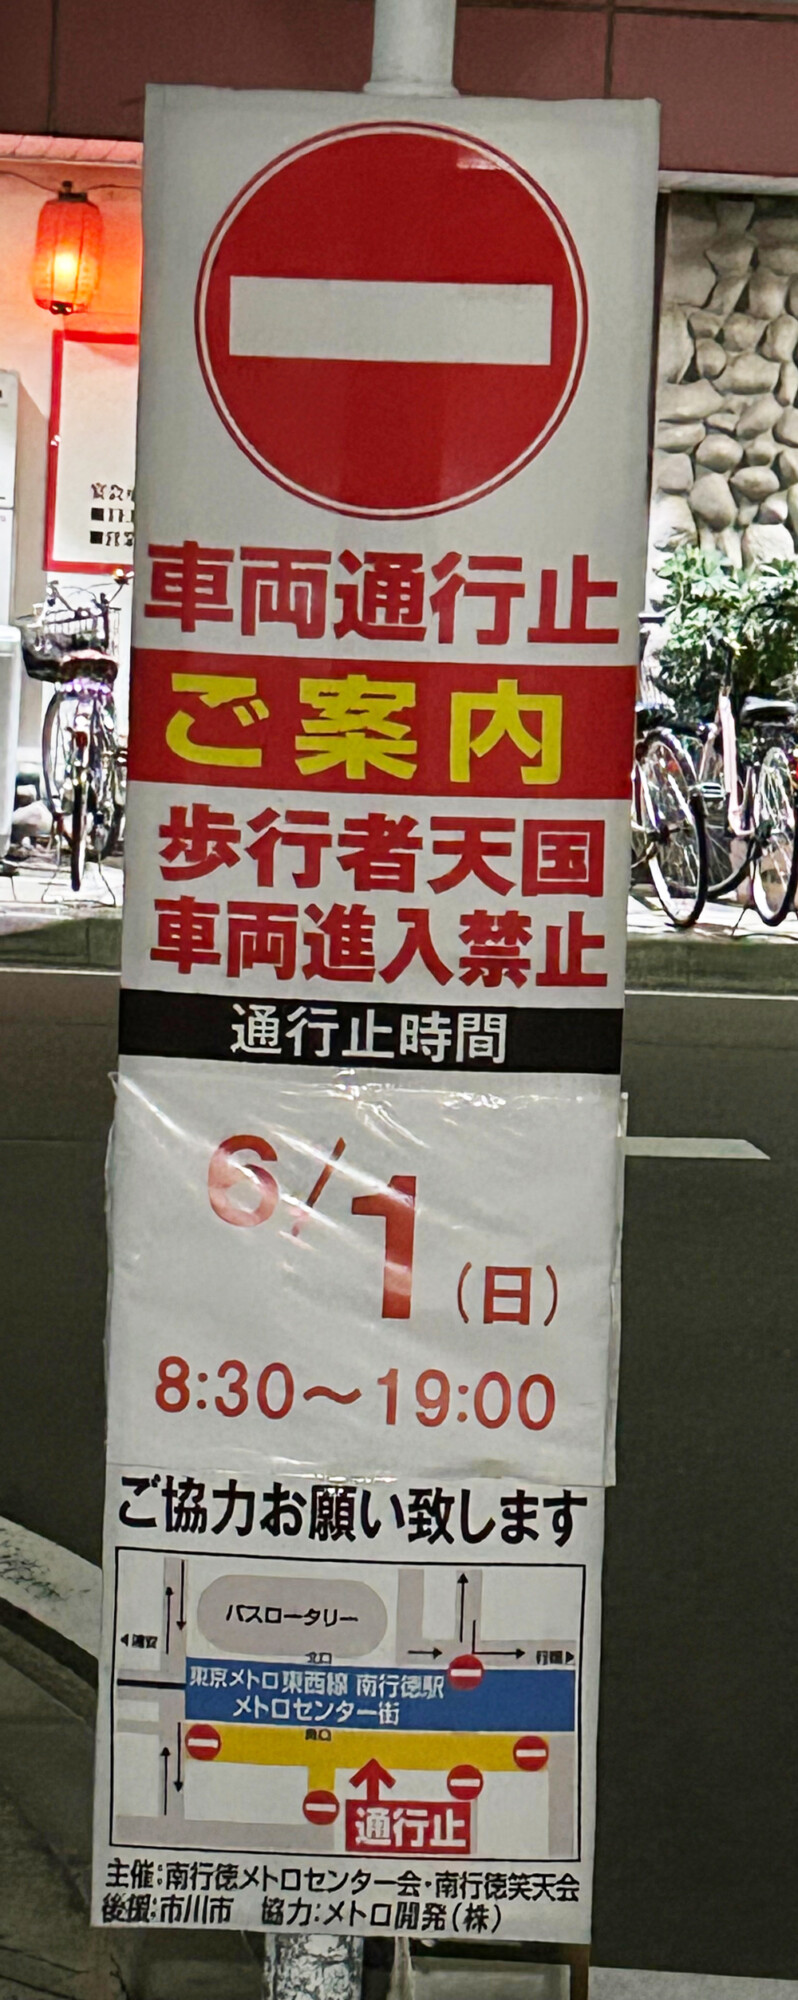 車両通行止
ご案内
歩行者天国
車両進入禁止
通行止時間
6/1(日)
8:30～19:00
ご協力お願い致します
バスロータリー
浦安
北口
行徳
東京メトロ東西線 南行徳駅
メトロセンター街
南口
通行止
主催:南行徳メトロセンター会・南行徳笑天会
後援:市川市 協力:メトロ開発(株)